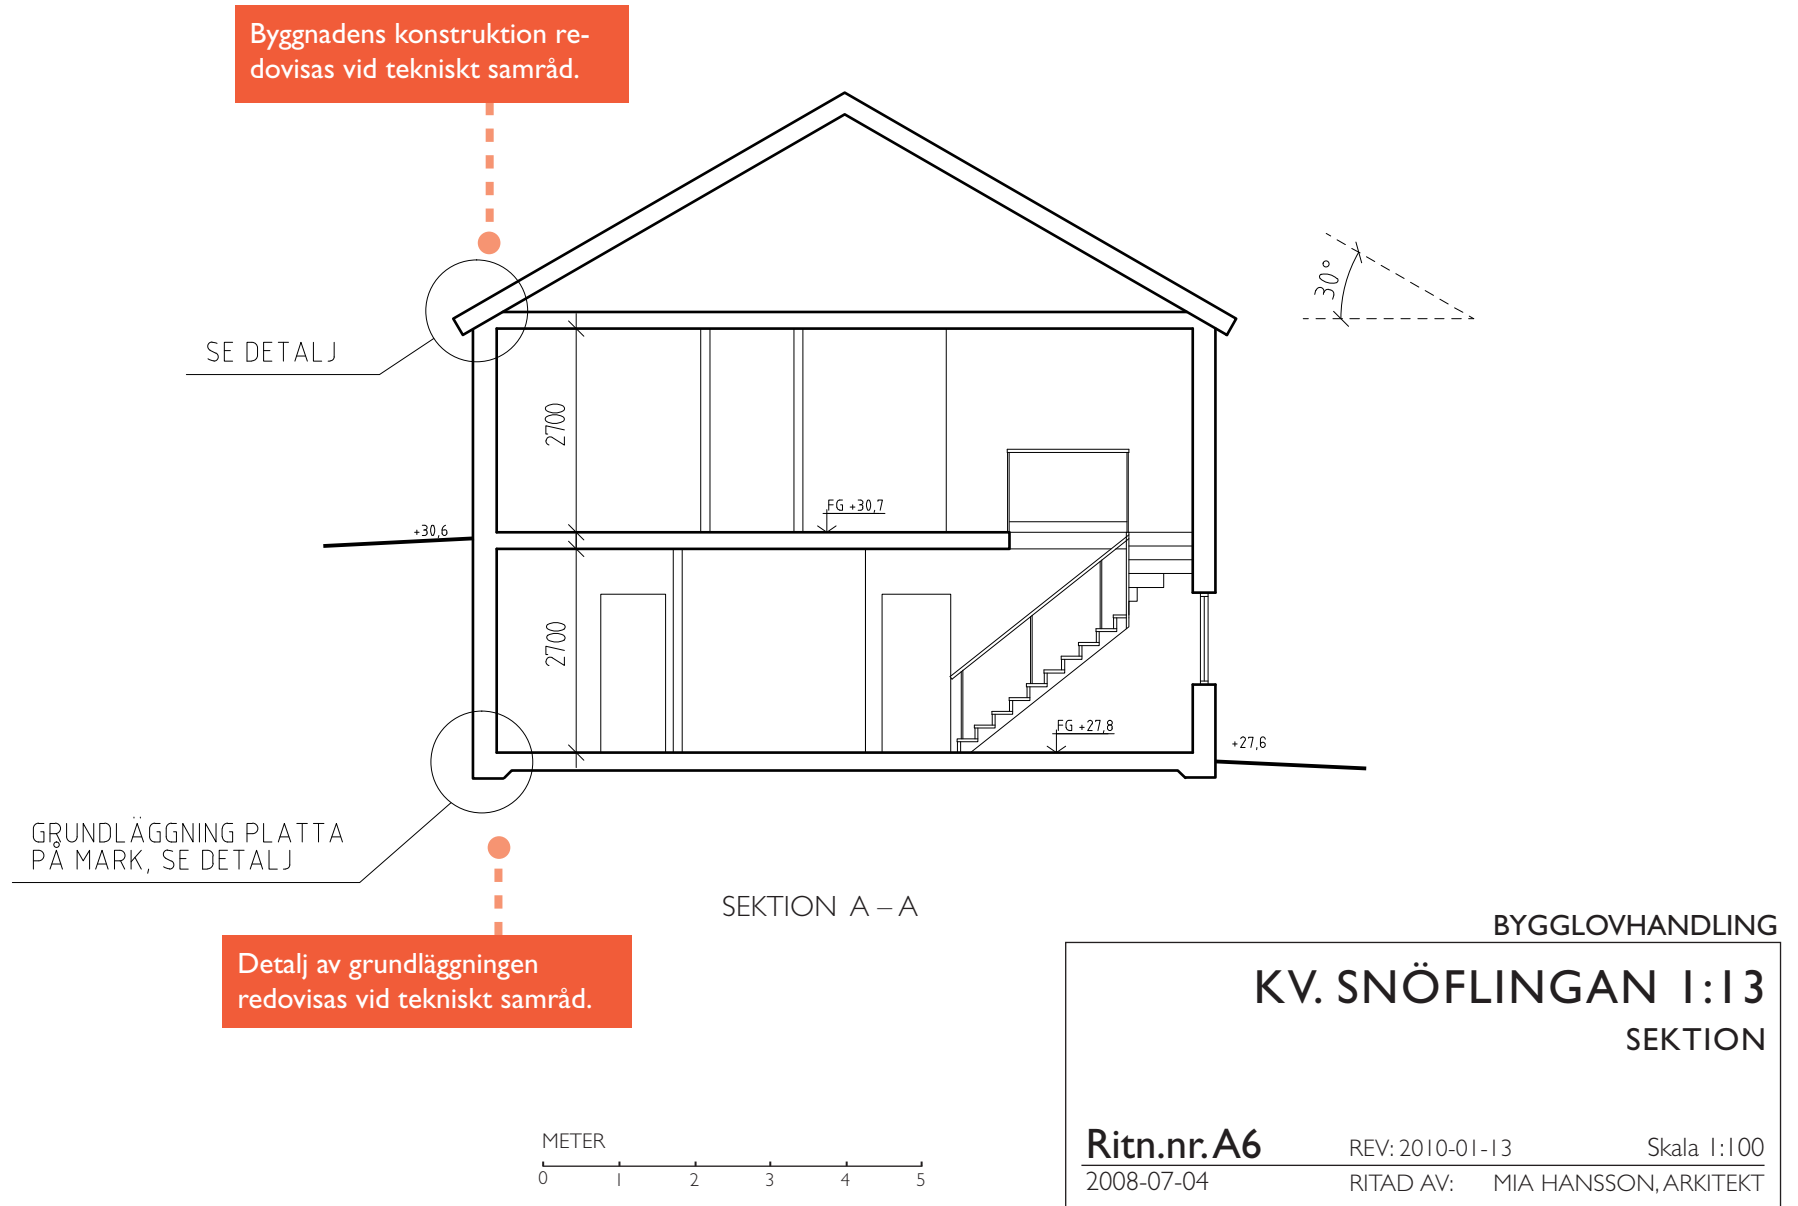 Byggnadens konstruktion re-
dovisas vid tekniskt samråd.
30°
SE DETALJ
2700
FG +30,7
+30,6
2700
FG +27,8
+27,6
GRUNDLÄGGNING PLATTA
PÅ MARK, SE DETALJ
SEKTION A – A
Detalj av grundläggningen
redovisas vid tekniskt samråd.
BYGGLOVHANDLING
KV. SNÖFLINGAN 1:13
SEKTION
METER
0 1 2 3 4 5
Ritn.nr. A6 REV: 2010-01-13 Skala 1:100
2008-07-04 RITAD AV: MIA HANSSON, ARKITEKT